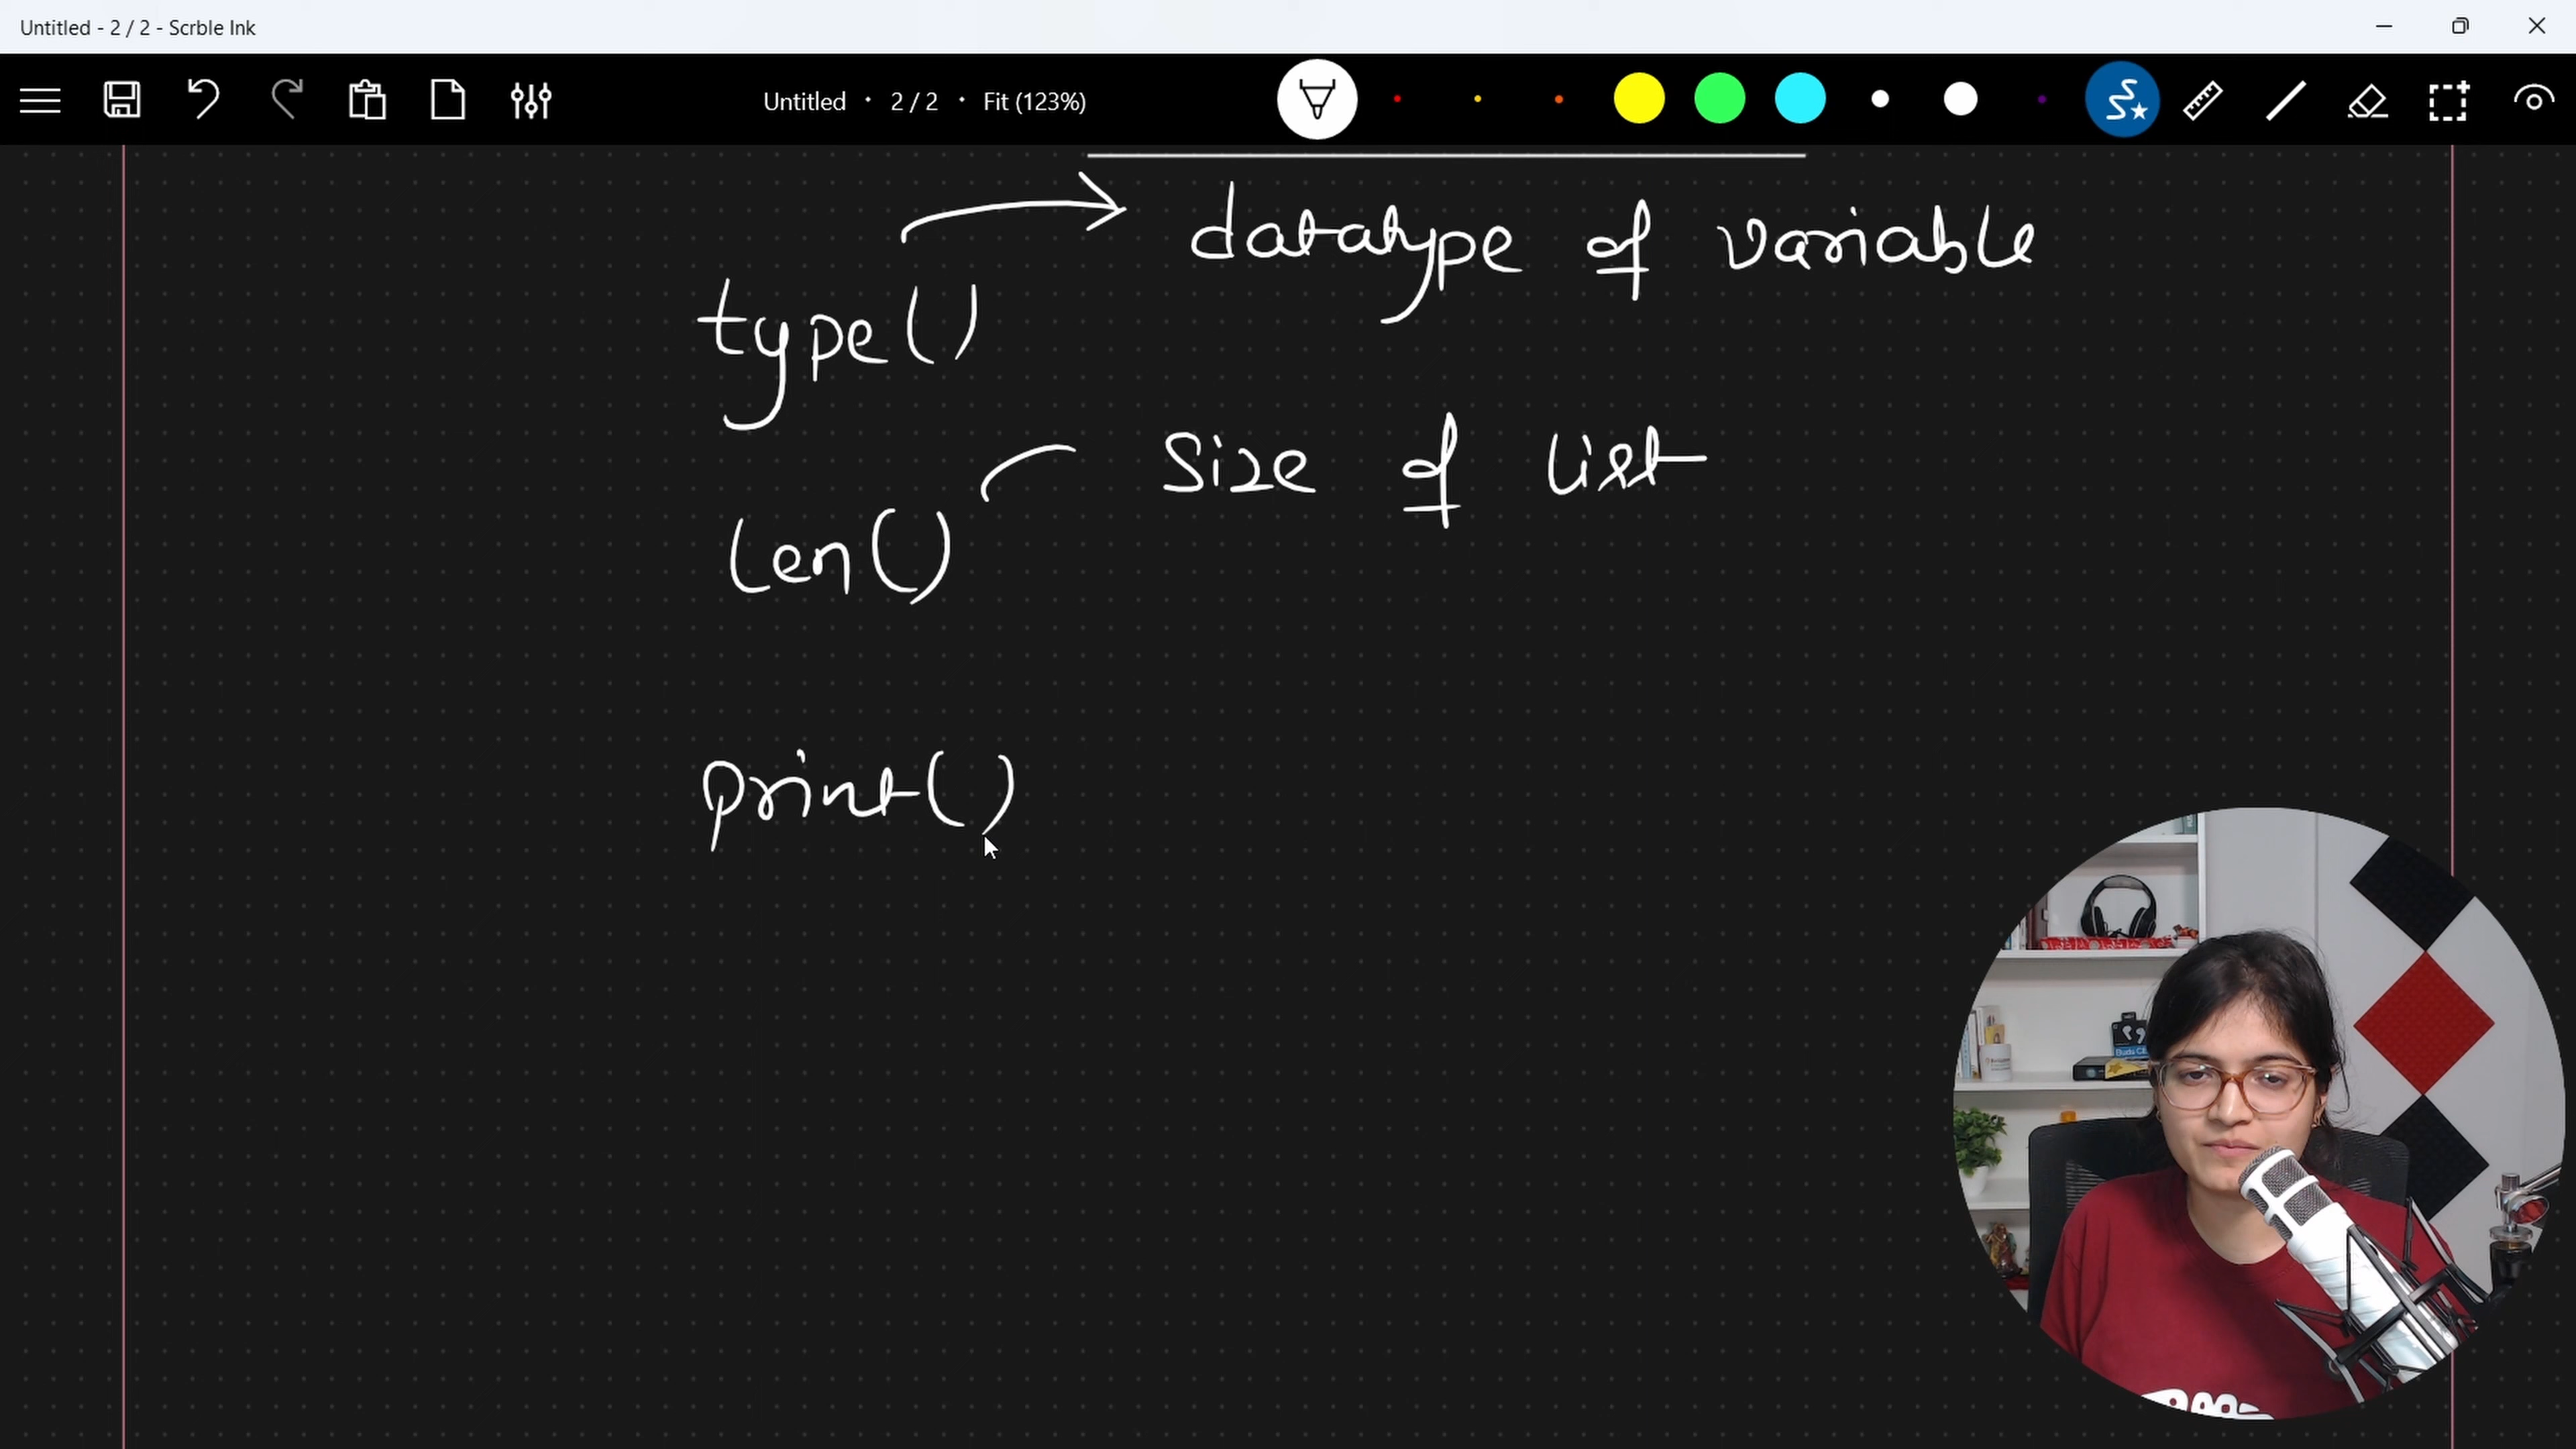 Untitled - 2 / 2 - Scrble Ink
Untitled • 2 / 2 • Fit (123%)
datatype of variable
type()
Size of list
len()
print()